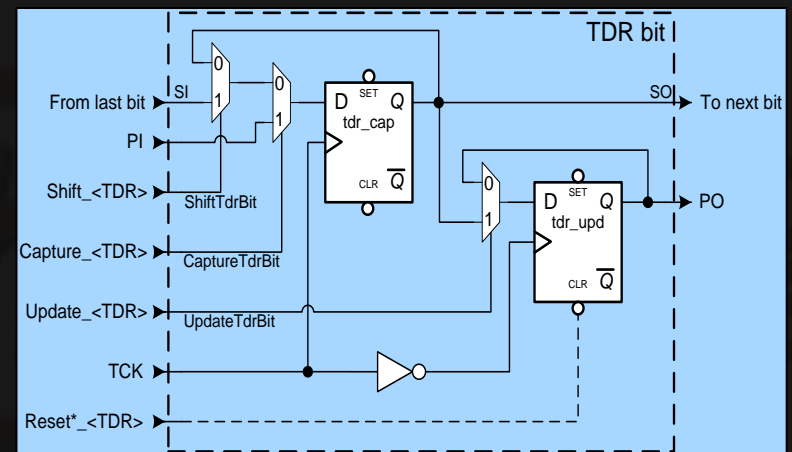 TDR bit
0
1
0
1
From last bit
SI
D
SET
Q
tdr_cap
CLR
Q
SO
To next bit
PI
Shift_<TDR>
ShiftTdrBit
0
1
D
SET
Q
tdr_upd
CLR
Q
PO
Capture_<TDR>
CaptureTdrBit
Update_<TDR>
UpdateTdrBit
TCK
Reset*_<TDR>